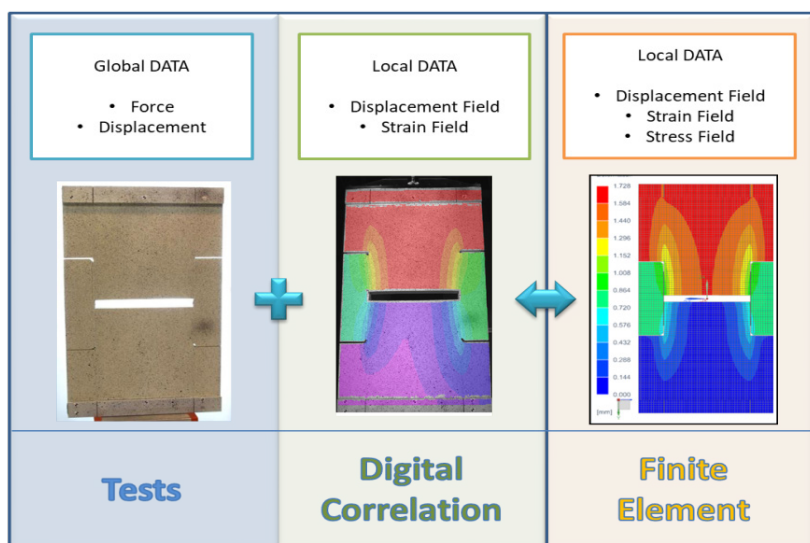 Global DATA
• Force
• Displacement
Local DATA
• Displacement Field
• Strain Field
Local DATA
• Displacement Field
• Strain Field
• Stress Field
1.728
1.584
1.440
1.296
1.152
1.008
0.864
0.720
0.576
0.432
0.288
0.144
0.000
[mm]
Tests
Digital
Correlation
Finite
Element